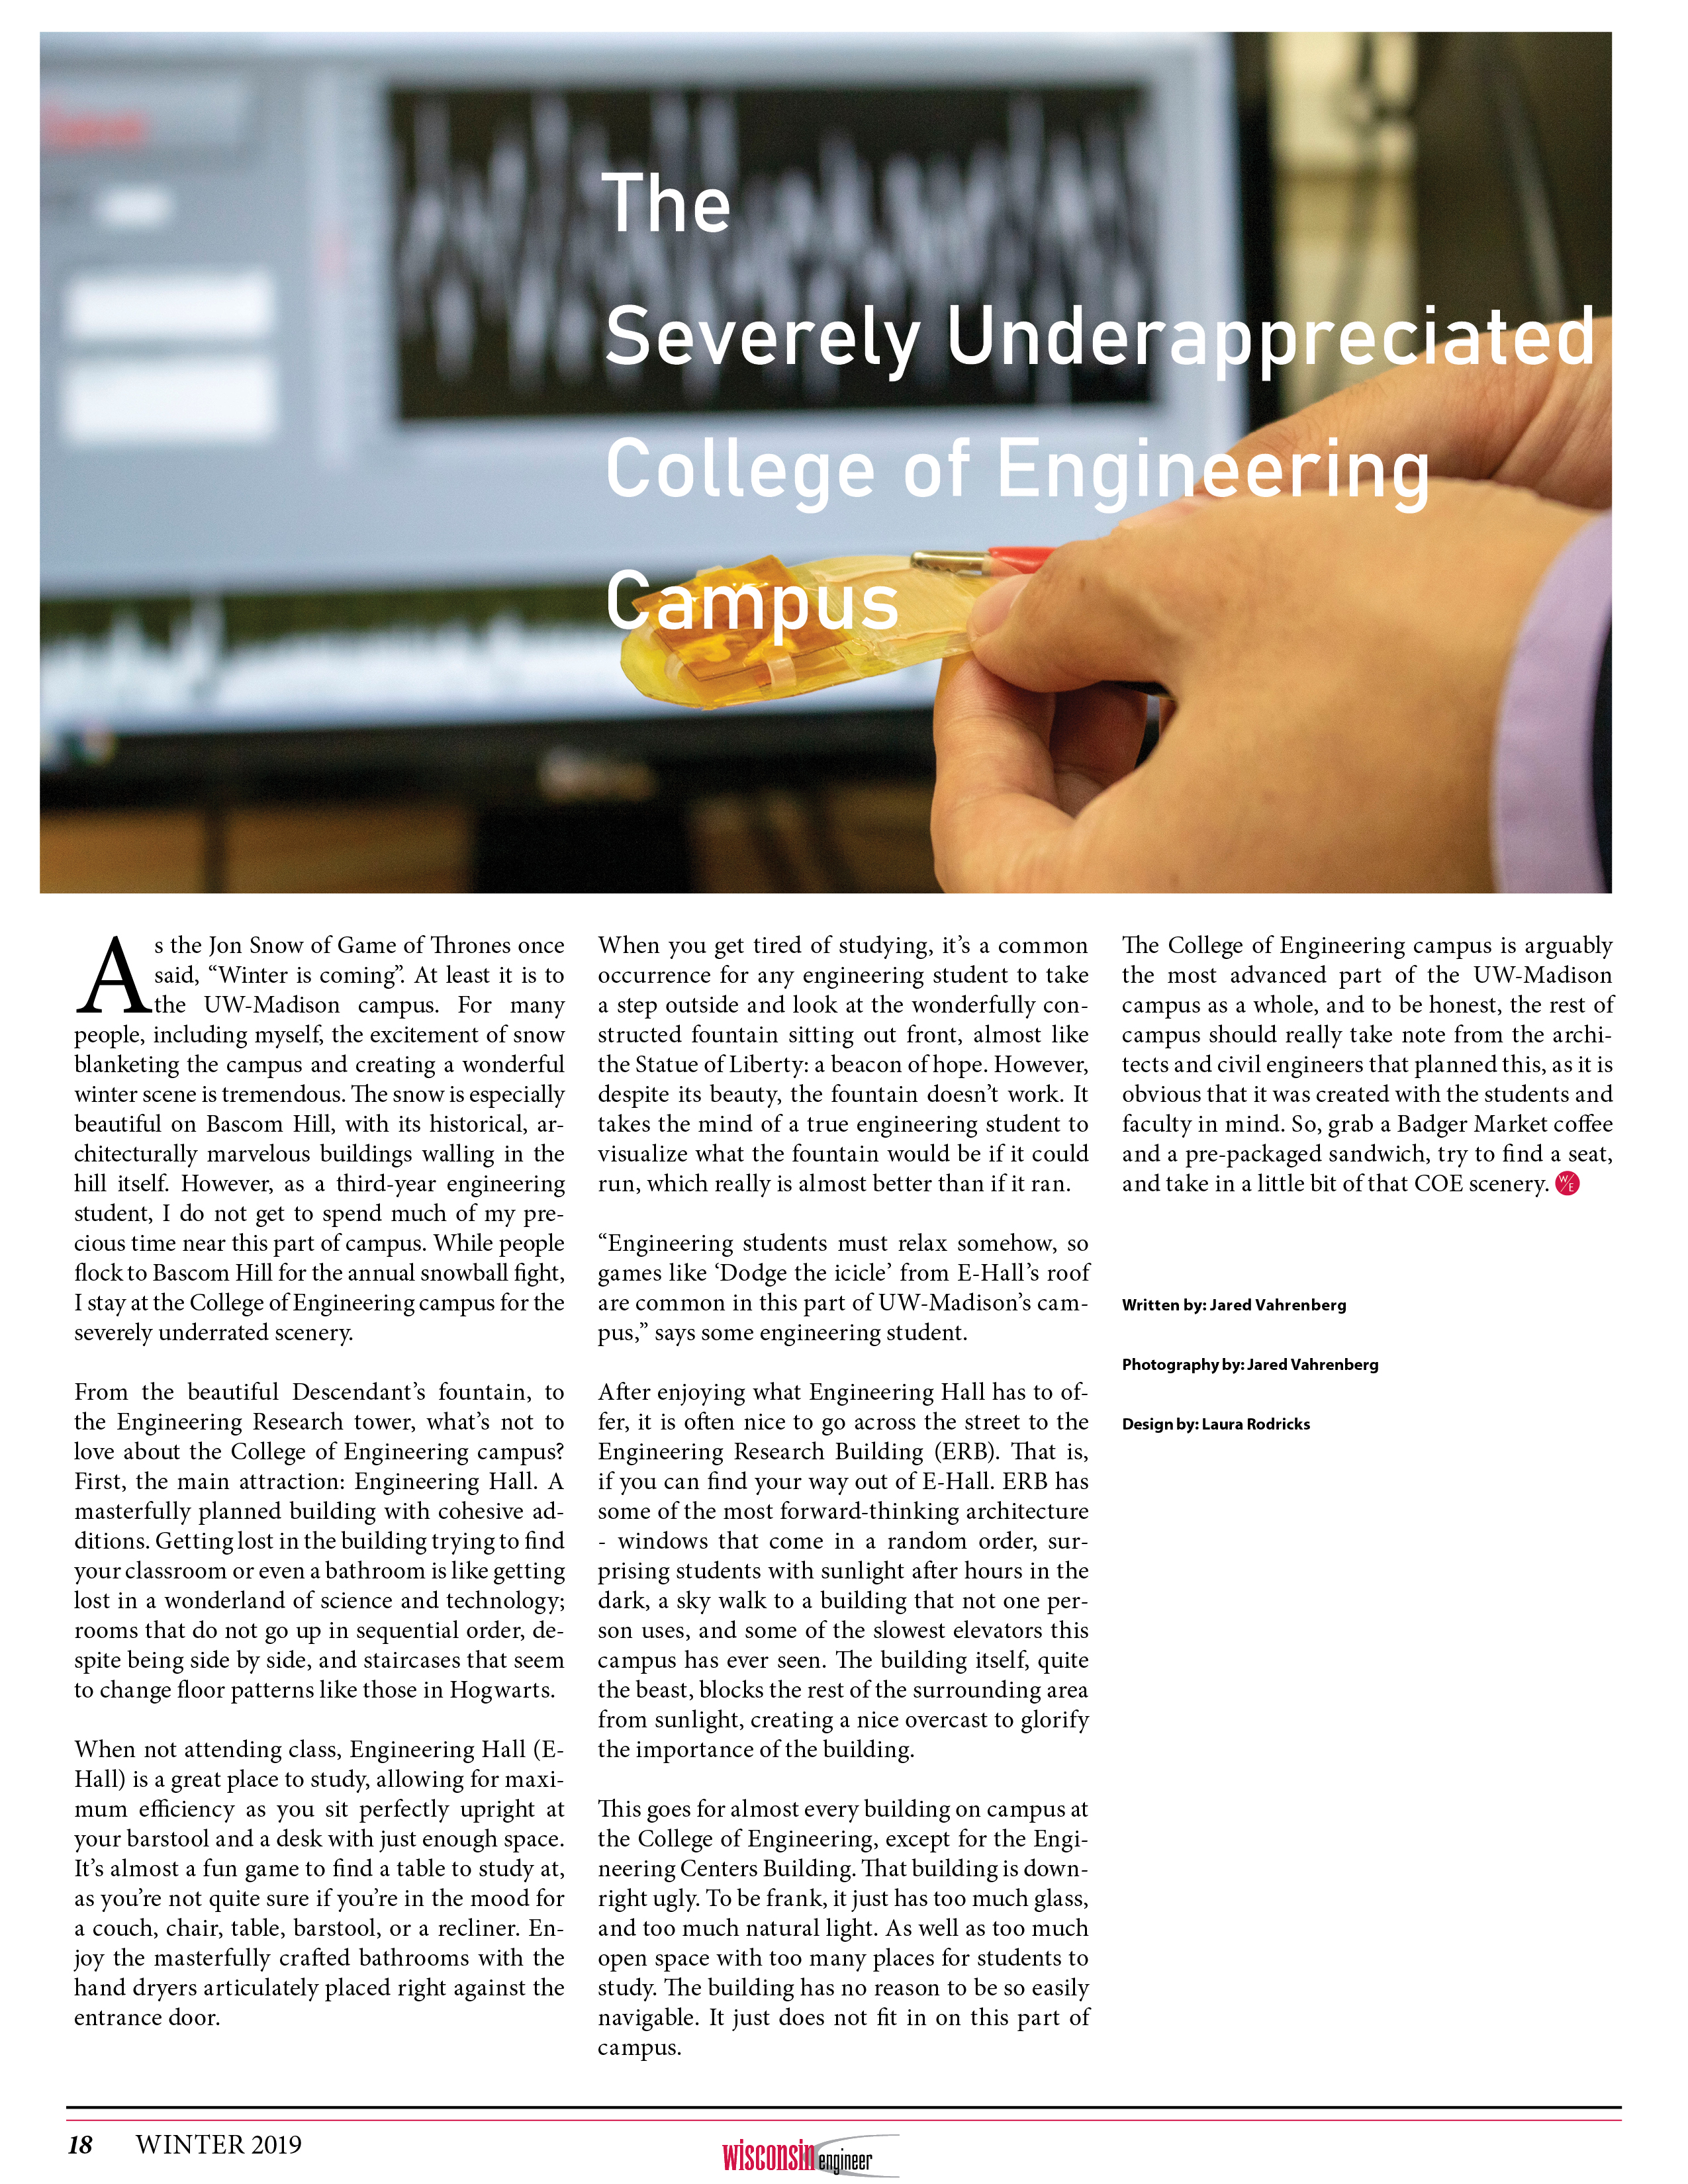 The
Severely Underappreciated
College of Engineering
Campus
As the Jon Snow of Game of Thrones once
said, “Winter is coming”. At least it is to
the UW-Madison campus. For many
people, including myself, the excitement of snow
blanketing the campus and creating a wonderful
winter scene is tremendous. The snow is especially
beautiful on Bascom Hill, with its historical, ar-
chitecturally marvelous buildings walling in the
hill itself. However, as a third-year engineering
student, I do not get to spend much of my pre-
cious time near this part of campus. While people
flock to Bascom Hill for the annual snowball fight,
I stay at the College of Engineering campus for the
severely underrated scenery.
From the beautiful Descendant’s fountain, to
the Engineering Research tower, what’s not to
love about the College of Engineering campus?
First, the main attraction: Engineering Hall. A
masterfully planned building with cohesive ad-
ditions. Getting lost in the building trying to find
your classroom or even a bathroom is like getting
lost in a wonderland of science and technology;
rooms that do not go up in sequential order, de-
spite being side by side, and staircases that seem
to change floor patterns like those in Hogwarts.
When not attending class, Engineering Hall (E-
Hall) is a great place to study, allowing for maxi-
mum efficiency as you sit perfectly upright at
your barstool and a desk with just enough space.
It’s almost a fun game to find a table to study at,
as you’re not quite sure if you’re in the mood for
a couch, chair, table, barstool, or a recliner. En-
joy the masterfully crafted bathrooms with the
hand dryers articulately placed right against the
entrance door.
When you get tired of studying, it’s a common
occurrence for any engineering student to take
a step outside and look at the wonderfully con-
structed fountain sitting out front, almost like
the Statue of Liberty: a beacon of hope. However,
despite its beauty, the fountain doesn’t work. It
takes the mind of a true engineering student to
visualize what the fountain would be if it could
run, which really is almost better than if it ran.
“Engineering students must relax somehow, so
games like ‘Dodge the icicle’ from E-Hall’s roof
are common in this part of UW-Madison’s cam-
pus,” says some engineering student.
After enjoying what Engineering Hall has to of-
fer, it is often nice to go across the street to the
Engineering Research Building (ERB). That is,
if you can find your way out of E-Hall. ERB has
some of the most forward-thinking architecture
- windows that come in a random order, sur-
prising students with sunlight after hours in the
dark, a sky walk to a building that not one per-
son uses, and some of the slowest elevators this
campus has ever seen. The building itself, quite
the beast, blocks the rest of the surrounding area
from sunlight, creating a nice overcast to glorify
the importance of the building.
This goes for almost every building on campus at
the College of Engineering, except for the Engi-
neering Centers Building. That building is down-
right ugly. To be frank, it just has too much glass,
and too much natural light. As well as too much
open space with too many places for students to
study. The building has no reason to be so easily
navigable. It just does not fit in on this part of
campus.
The College of Engineering campus is arguably
the most advanced part of the UW-Madison
campus as a whole, and to be honest, the rest of
campus should really take note from the archi-
tects and civil engineers that planned this, as it is
obvious that it was created with the students and
faculty in mind. So, grab a Badger Market coffee
and a pre-packaged sandwich, try to find a seat,
and take in a little bit of that COE scenery. W/E
Written by: Jared Vahrenberg
Photography by: Jared Vahrenberg
Design by: Laura Rodricks
18 WINTER 2019
wisconsin engineer